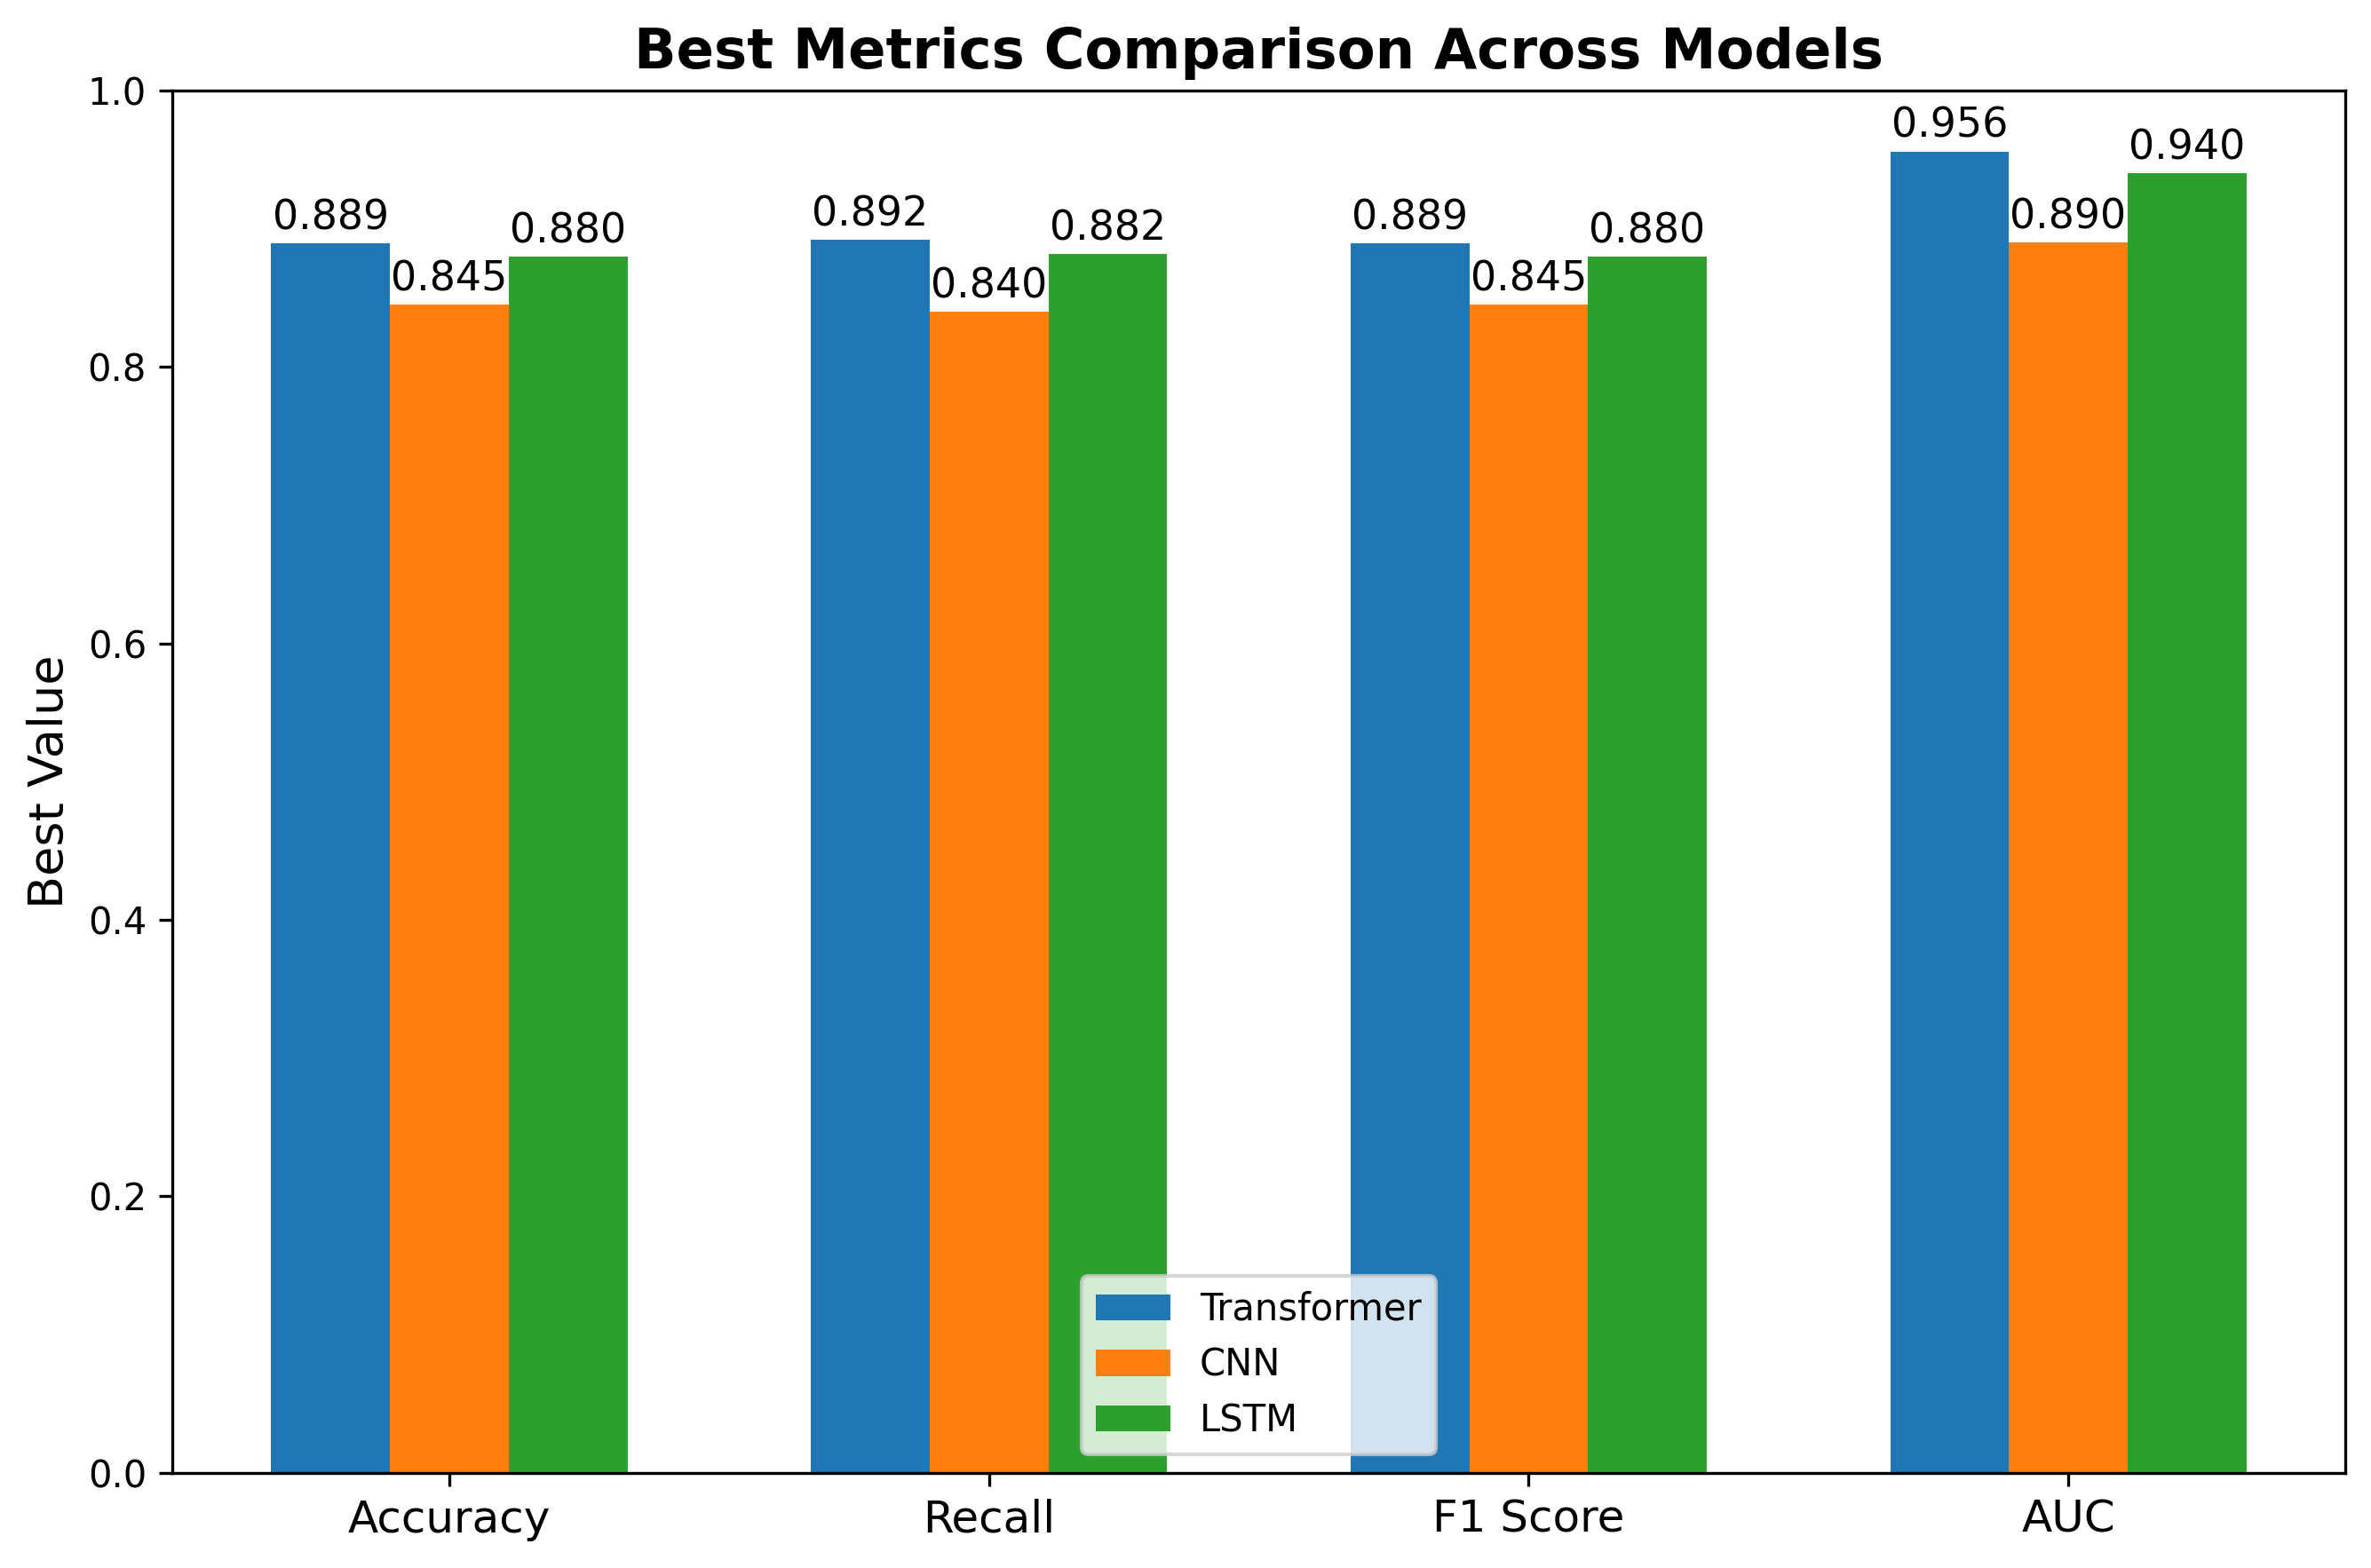 Best Metrics Comparison Across Models
Best Value
1.0
0.8
0.6
0.4
0.2
0.0
0.889
0.845
0.880
0.892
0.840
0.882
0.889
0.845
0.880
0.956
0.890
0.940
Transformer
CNN
LSTM
Accuracy
Recall
F1 Score
AUC